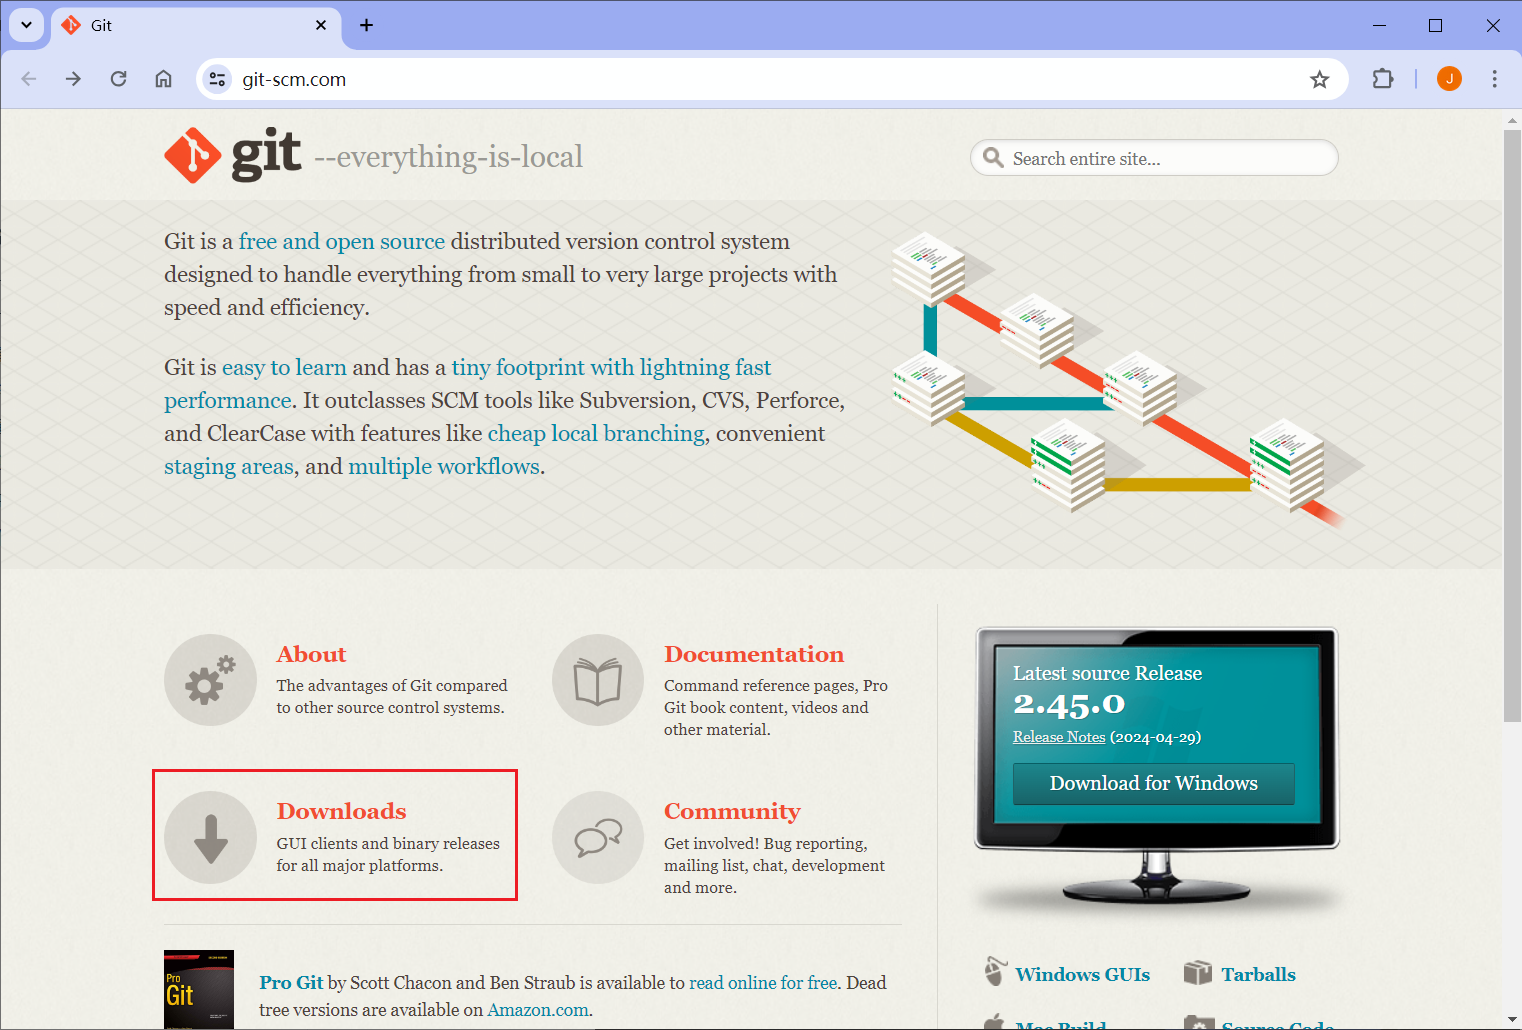 Git
git-scm.com
J
git --everything-is-local
Search entire site...
Git is a free and open source distributed version control system
designed to handle everything from small to very large projects with
speed and efficiency.
Git is easy to learn and has a tiny footprint with lightning fast
performance. It outclasses SCM tools like Subversion, CVS, Perforce,
and ClearCase with features like cheap local branching, convenient
staging areas, and multiple workflows.
About
The advantages of Git compared
to other source control systems.
Documentation
Command reference pages, Pro
Git book content, videos and
other material.
Downloads
GUI clients and binary releases
for all major platforms.
Community
Get involved! Bug reporting,
mailing list, chat, development
and more.
Latest source Release
2.45.0
Release Notes (2024-04-29)
Download for Windows
Pro
Git
Pro Git by Scott Chacon and Ben Straub is available to read online for free. Dead
tree versions are available on Amazon.com.
Windows GUIs
Tarballs
Mac Build
Source Code